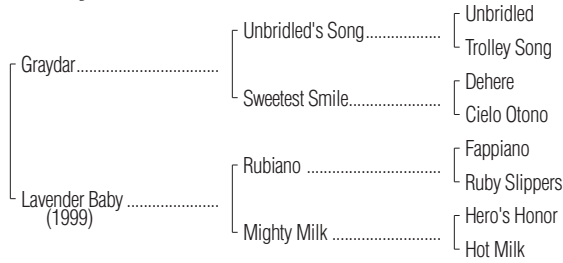 Unbridled
Unbridled's Song..................
Trolley Song
Graydar..................................
Dehere
Sweetest Smile......................
Cielo Otono
Fappiano
Rubiano ................................
Ruby Slippers
Lavender Baby ......................
(1999)
Hero's Honor
Mighty Milk ..........................
Hot Milk